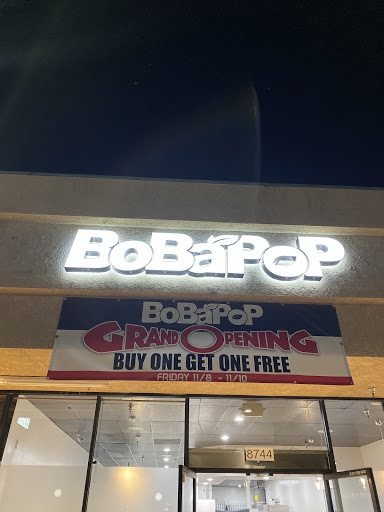 BoBaPoP
BoBaPoP
GRAND OPENING
BUY ONE GET ONE FREE
FRIDAY 11/8 - 11/10
8744